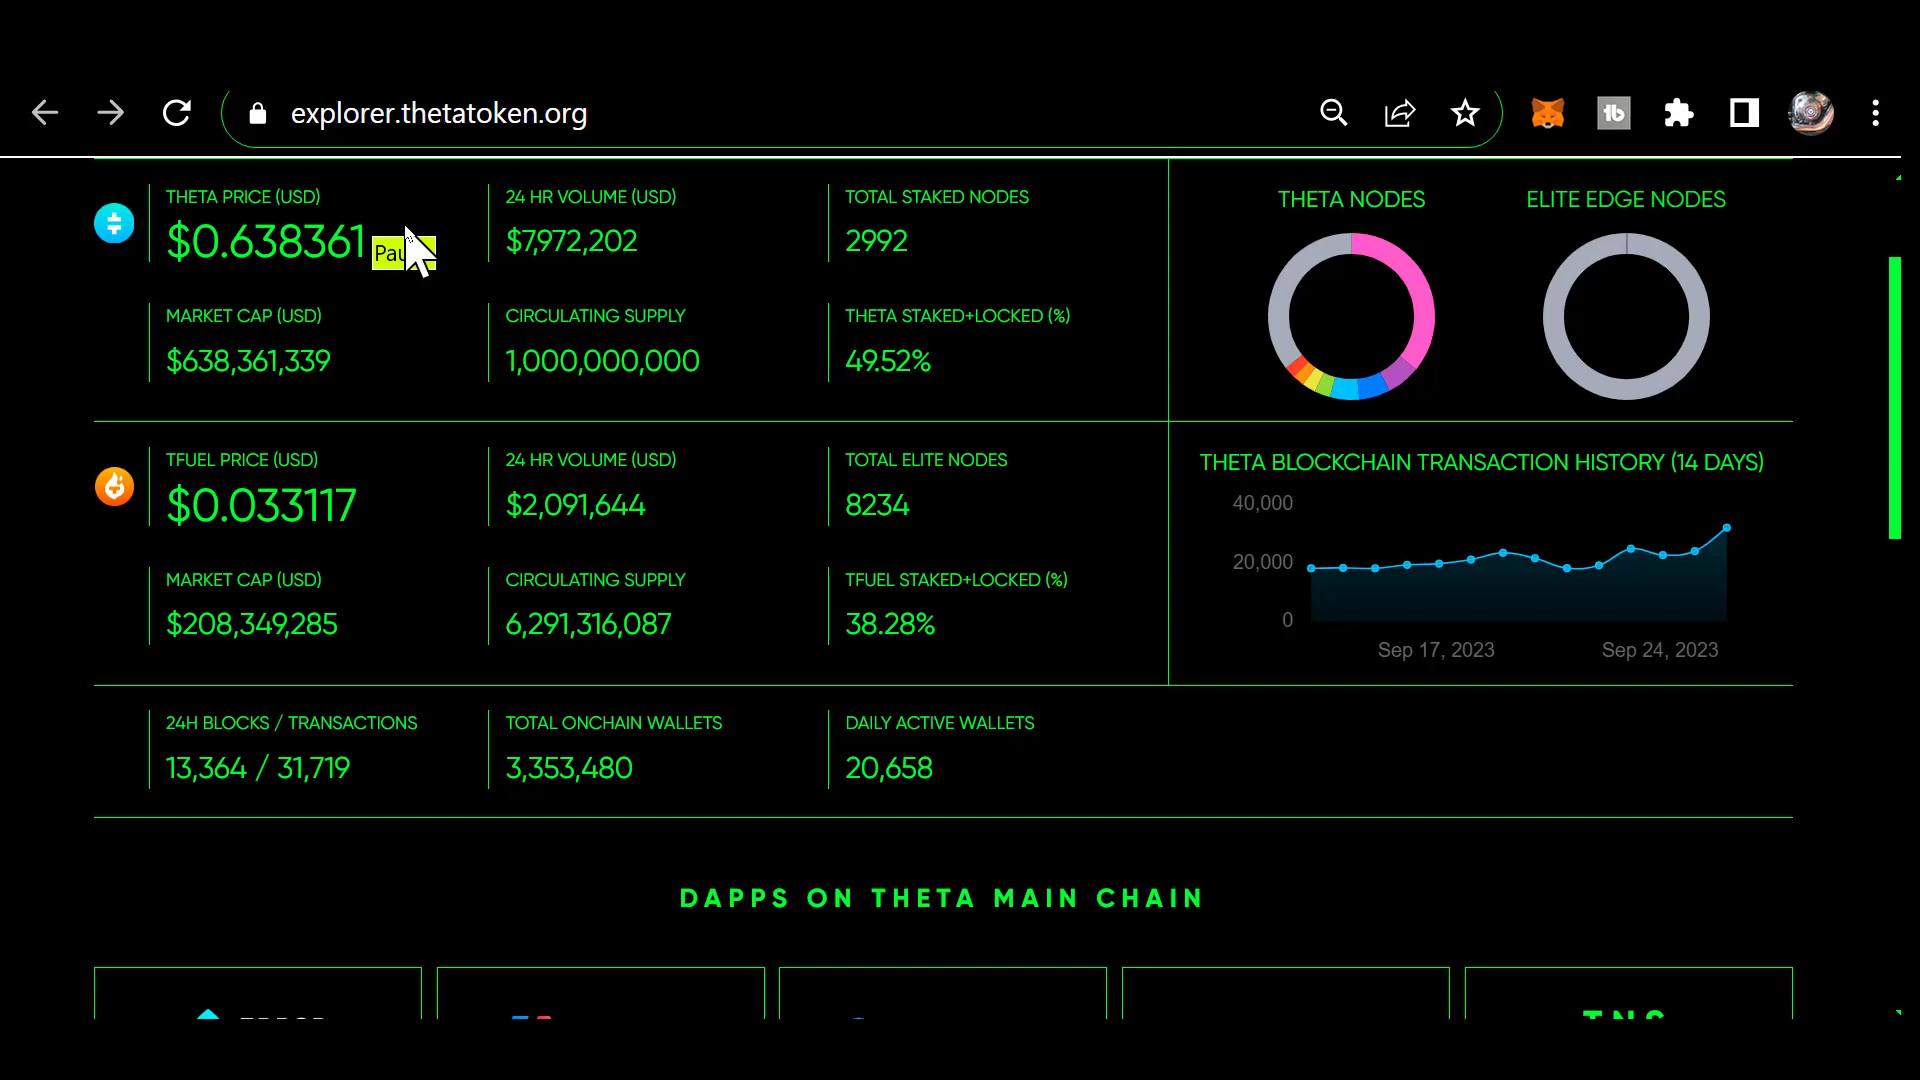 explorer.thetatoken.org
THETA PRICE (USD)
$0.638361
24 HR VOLUME (USD)
$7,972,202
TOTAL STAKED NODES
2992
MARKET CAP (USD)
$638,361,339
CIRCULATING SUPPLY
1,000,000,000
THETA STAKED+LOCKED (%)
49.52%
THETA NODES
ELITE EDGE NODES
TFUEL PRICE (USD)
$0.033117
24 HR VOLUME (USD)
$2,091,644
TOTAL ELITE NODES
8234
MARKET CAP (USD)
$208,349,285
CIRCULATING SUPPLY
6,291,316,087
TFUEL STAKED+LOCKED (%)
38.28%
THETA BLOCKCHAIN TRANSACTION HISTORY (14 DAYS)
40,000
20,000
0
Sep 17, 2023
Sep 24, 2023
24H BLOCKS / TRANSACTIONS
13,364 / 31,719
TOTAL ONCHAIN WALLETS
3,353,480
DAILY ACTIVE WALLETS
20,658
DAPPS ON THETA MAIN CHAIN